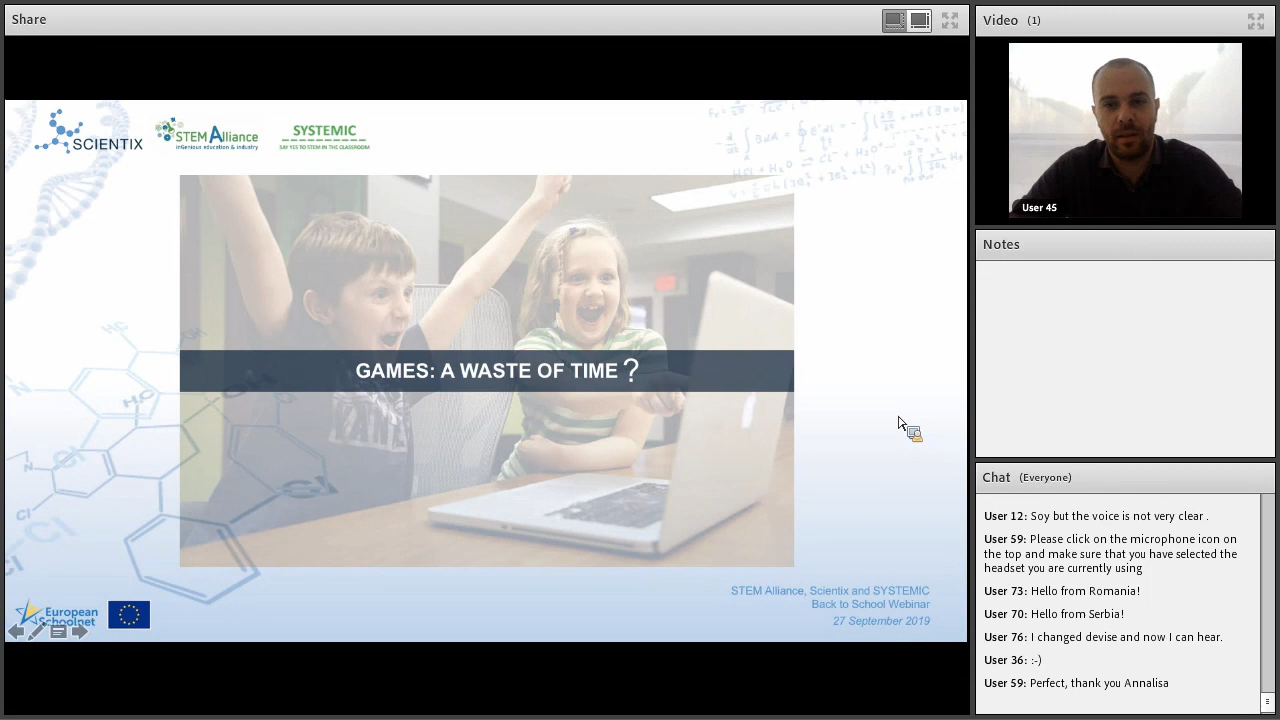 Share
Video (1)
User 45
SCIENTIX
STEM Alliance
inGenious education & industry
SYSTEMIC
SAY YES TO STEM IN THE CLASSROOM
GAMES: A WASTE OF TIME ?
H₃C
Cl
Cl
Cl
N
European
Schoolnet
STEM Alliance, Scientix and SYSTEMIC
Back to School Webinar
27 September 2019
Notes
Chat (Everyone)
User 12: Soy but the voice is not very clear .
User 59: Please click on the microphone icon on
the top and make sure that you have selected the
headset you are currently using
User 73: Hello from Romania!
User 70: Hello from Serbia!
User 76: I changed devise and now I can hear.
User 36: :-)
User 59: Perfect, thank you Annalisa